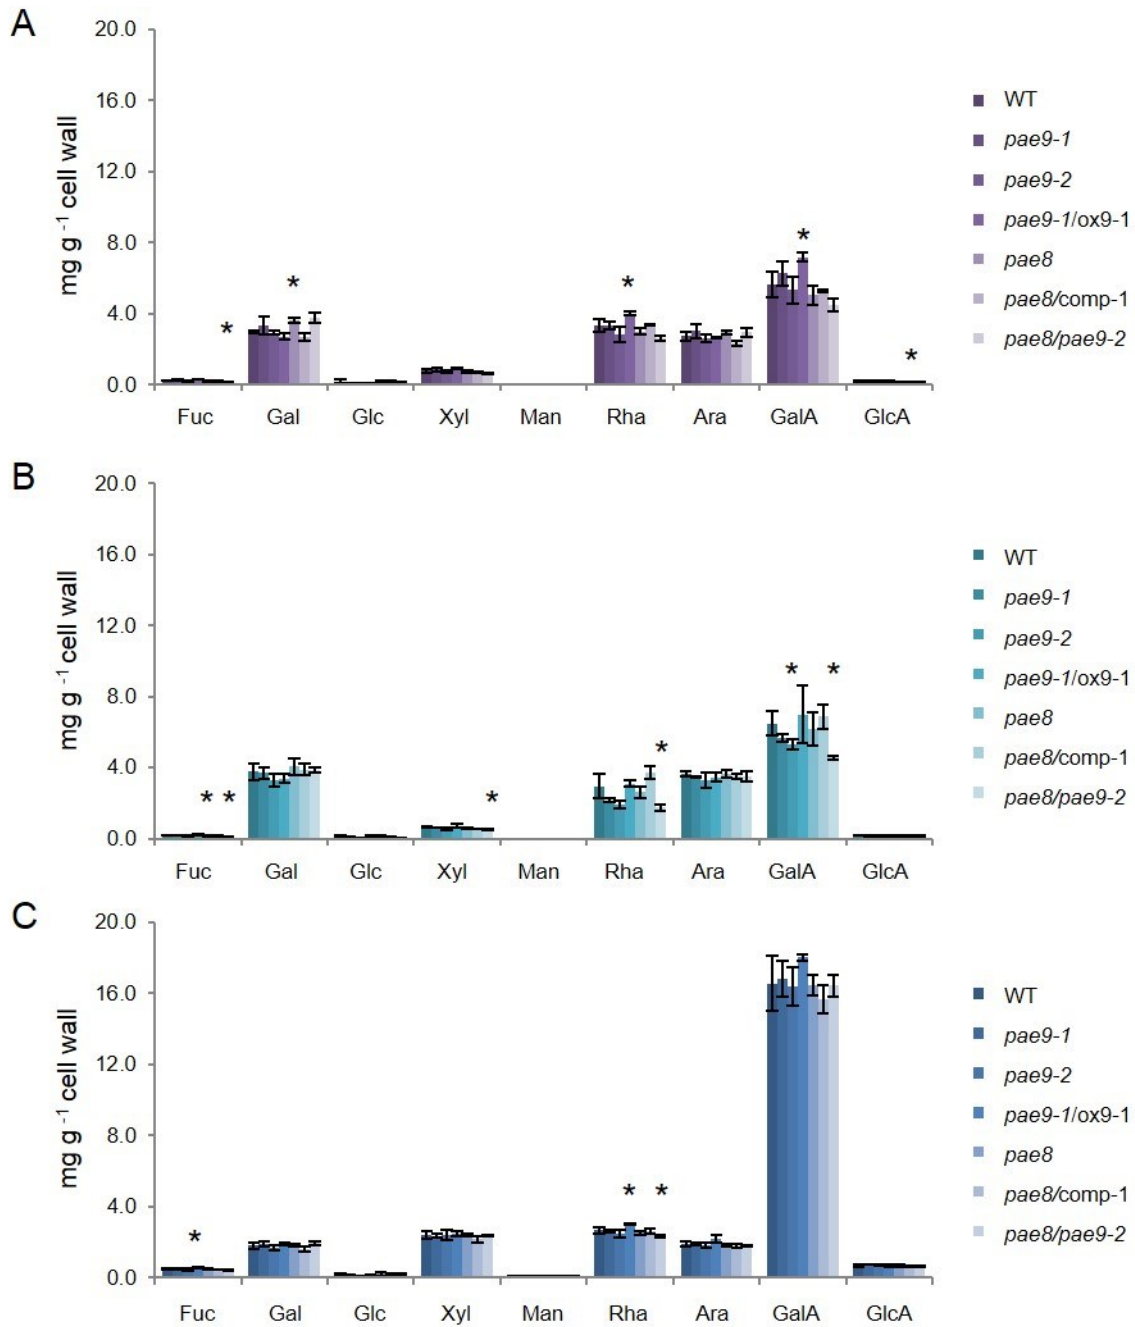 A
20.0
16.0
12.0
8.0
4.0
0.0
mg g -1 cell wall
* * * * *
Fuc Gal Glc Xyl Man Rha Ara GalA GlcA
WT
pae9-1
pae9-2
pae9-1/ox9-1
pae8
pae8/comp-1
pae8/pae9-2
B
20.0
16.0
12.0
8.0
4.0
0.0
mg g -1 cell wall
* * * * * *
Fuc Gal Glc Xyl Man Rha Ara GalA GlcA
WT
pae9-1
pae9-2
pae9-1/ox9-1
pae8
pae8/comp-1
pae8/pae9-2
C
20.0
16.0
12.0
8.0
4.0
0.0
mg g -1 cell wall
* * *
Fuc Gal Glc Xyl Man Rha Ara GalA GlcA
WT
pae9-1
pae9-2
pae9-1/ox9-1
pae8
pae8/comp-1
pae8/pae9-2